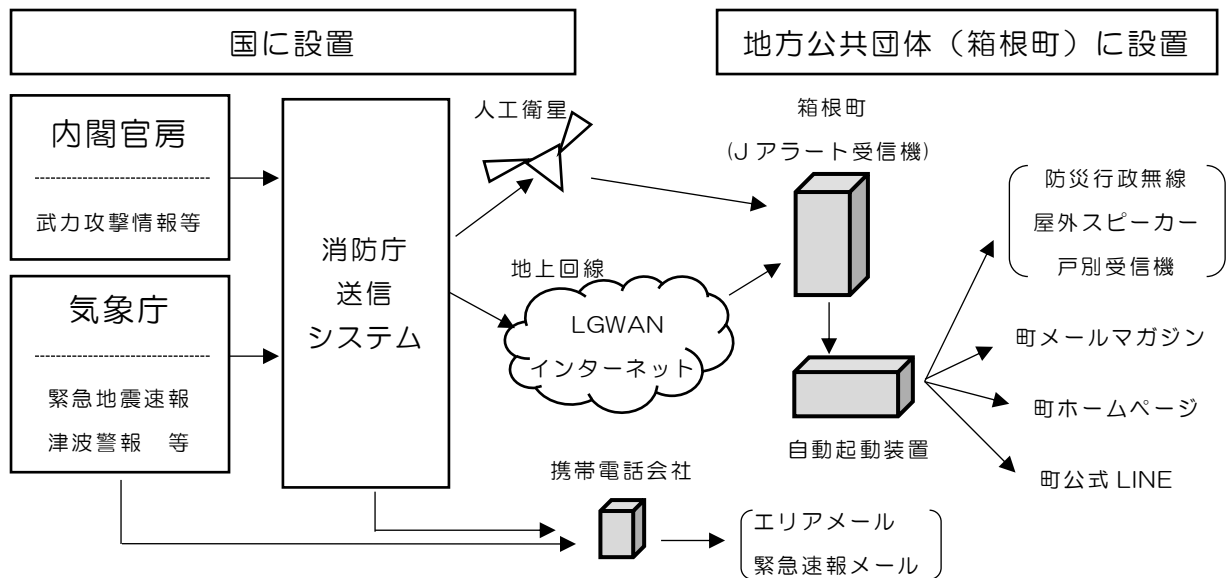 国に設置
地方公共団体（箱根町）に設置
内閣官房
武力攻撃情報等
気象庁
緊急地震速報
津波警報　等
消防庁
送信
システム
人工衛星
地上回線
LGWAN
インターネット
箱根町
(Jアラート受信機)
自動起動装置
防災行政無線
屋外スピーカー
戸別受信機
町メールマガジン
町ホームページ
町公式LINE
携帯電話会社
エリアメール
緊急速報メール